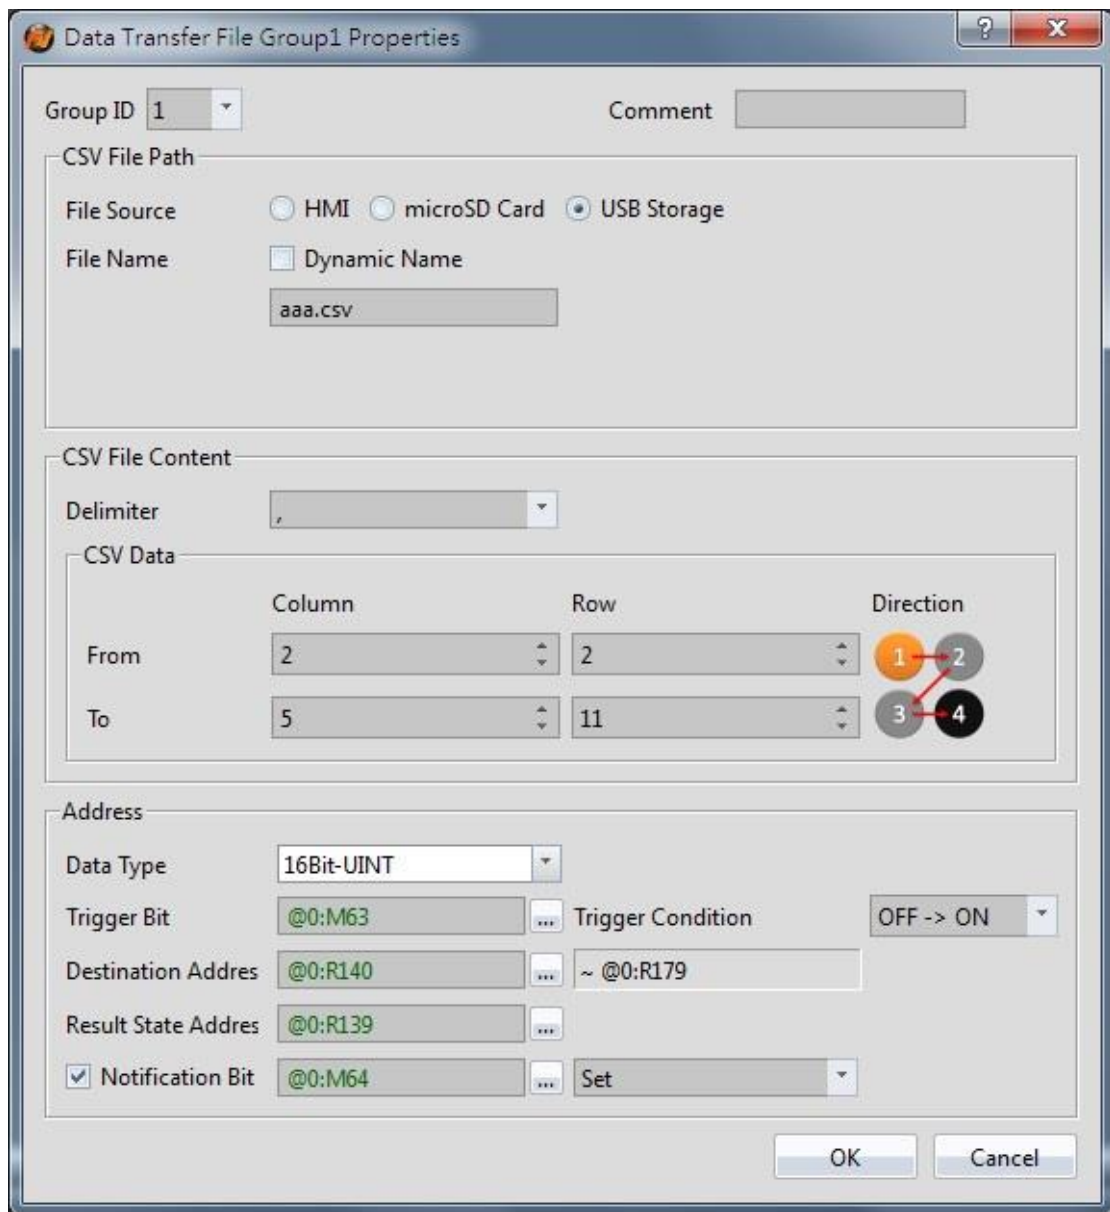 Data Transfer File Group1 Properties
Group ID 1 Comment
CSV File Path
File Source HMI microSD Card USB Storage
File Name Dynamic Name
aaa.csv
CSV File Content
Delimiter ,
CSV Data
Column Row Direction
From 2 2 1 2
To 5 11 3 4
Address
Data Type 16Bit-UINT
Trigger Bit @0:M63 ... Trigger Condition OFF -> ON
Destination Addres @0:R140 ... ~ @0:R179
Result State Addres @0:R139 ...
Notification Bit @0:M64 ... Set
OK Cancel